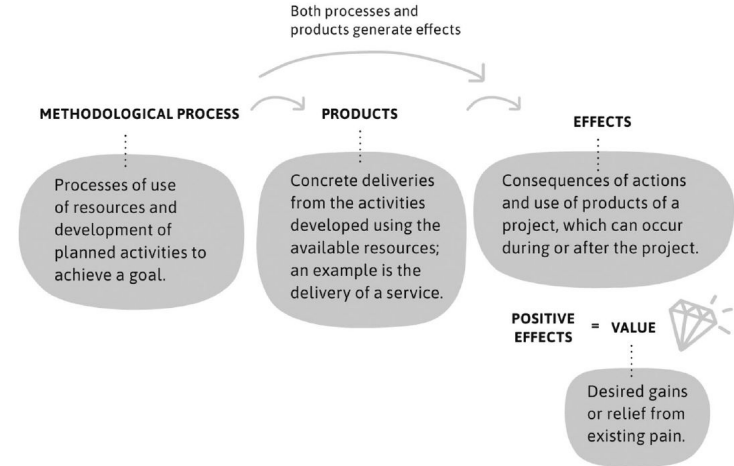 Both processes and
products generate effects
METHODOLOGICAL PROCESS
Processes of use
of resources and
development of
planned activities to
achieve a goal.
PRODUCTS
Concrete deliveries
from the activities
developed using the
available resources;
an example is the
delivery of a service.
EFFECTS
Consequences of actions
and use of products of a
project, which can occur
during or after the project.
POSITIVE
EFFECTS
= VALUE
Desired gains
or relief from
existing pain.